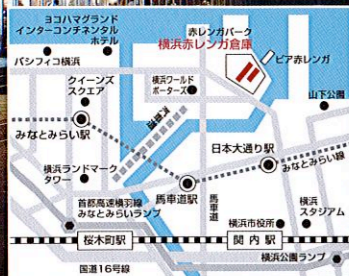 ヨコハマグランド
インターコンチネンタル
ホテル
パシフィコ横浜
赤レンガパーク
横浜赤レンガ倉庫
ピア赤レンガ
クイーンズ
スクエア
横浜ワールド
ポーターズ
汽車道
山下公園
みなとみらい駅
日本大通り駅
みなとみらい線
横浜ランドマーク
タワー
馬車道駅
馬車道
首都高速横羽線
みなとみらいランプ
横浜市役所
横浜
スタジアム
桜木町駅
関内駅
国道16号線
横浜公園ランプ